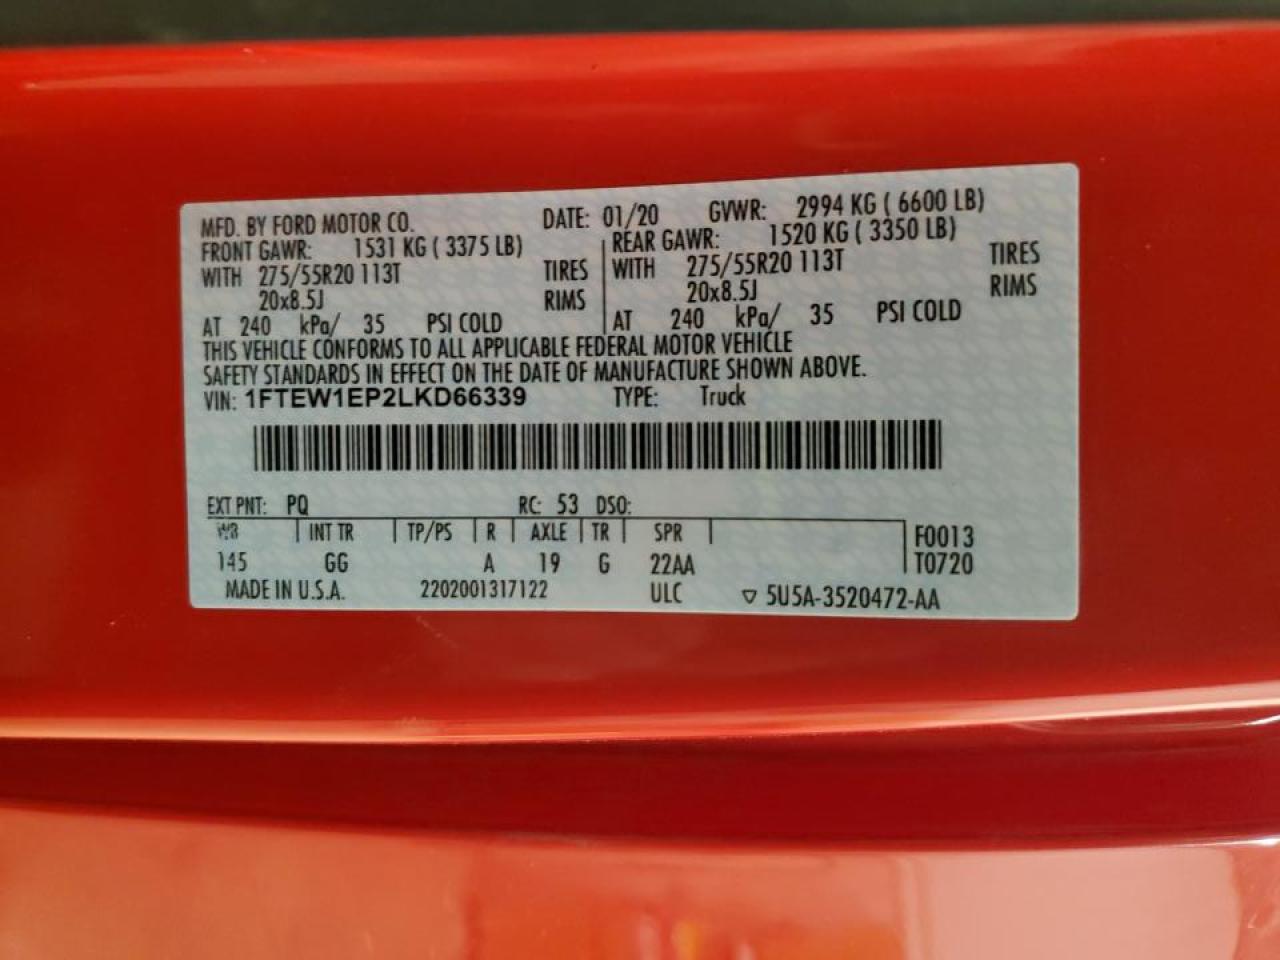 MFD. BY FORD MOTOR CO. DATE: 01/20 GVWR: 2994 KG ( 6600 LB)
FRONT GAWR: 1531 KG ( 3375 LB) REAR GAWR: 1520 KG ( 3350 LB)
WITH 275/55R20 113T TIRES WITH 275/55R20 113T TIRES
20x8.5J RIMS 20x8.5J RIMS
AT 240 kPa/ 35 PSI COLD AT 240 kPa/ 35 PSI COLD
THIS VEHICLE CONFORMS TO ALL APPLICABLE FEDERAL MOTOR VEHICLE
SAFETY STANDARDS IN EFFECT ON THE DATE OF MANUFACTURE SHOWN ABOVE.
VIN: 1FTEW1EP2LKD66339 TYPE: Truck
EXT PNT: PQ RC: 53 DSO:
WB INT TR TP/PS R AXLE TR SPR F0013
145 GG A 19 G 22AA T0720
MADE IN U.S.A. 2202001317122 ULC ▽ 5U5A-3520472-AA